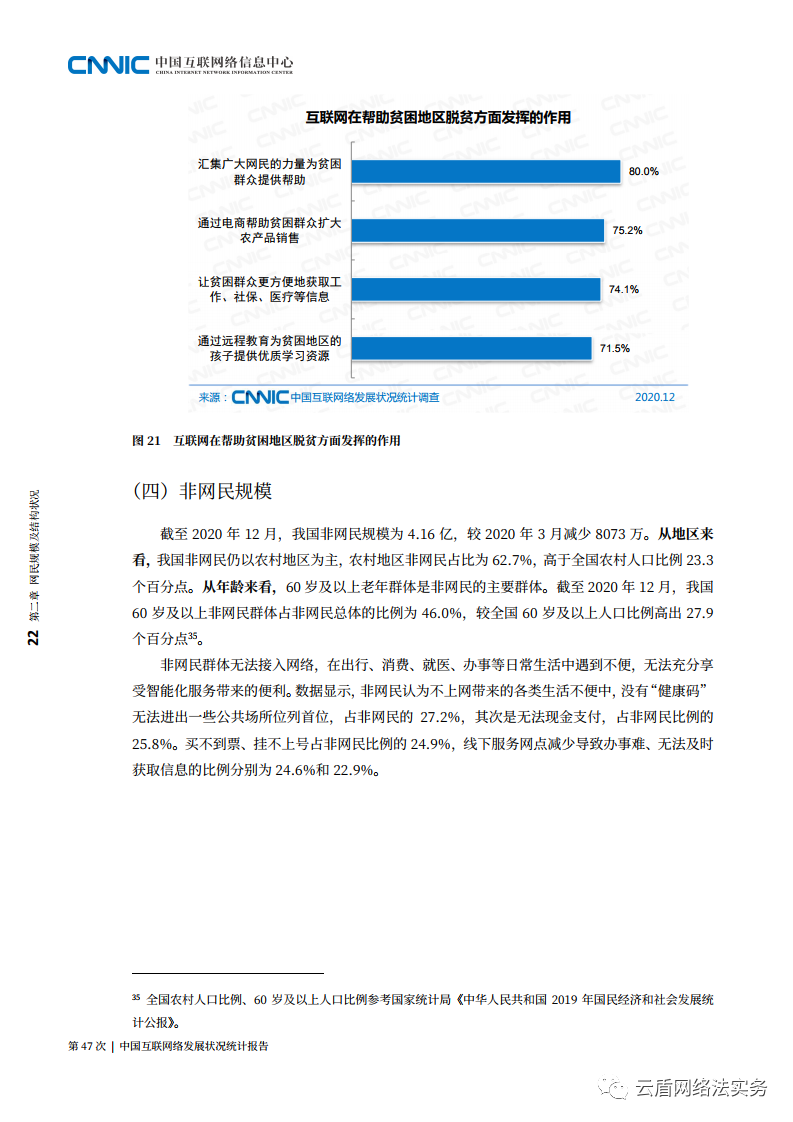 CNNIC 中国互联网络信息中心
CHINA INTERNET NETWORK INFORMATION CENTER
互联网在帮助贫困地区脱贫方面发挥的作用
汇集广大网民的力量为贫困
群众提供帮助
80.0%
通过电商帮助贫困群众扩大
农产品销售
75.2%
让贫困群众更方便地获取工
作、社保、医疗等信息
74.1%
通过远程教育为贫困地区的
孩子提供优质学习资源
71.5%
来源：CNNIC 中国互联网络发展状况统计调查 2020.12
图 21 互联网在帮助贫困地区脱贫方面发挥的作用
（四）非网民规模
截至 2020 年 12 月，我国非网民规模为 4.16 亿，较 2020 年 3 月减少 8073 万。从地区来
看，我国非网民仍以农村地区为主，农村地区非网民占比为 62.7%，高于全国农村人口比例 23.3
个百分点。从年龄来看，60 岁及以上老年群体是非网民的主要群体。截至 2020 年 12 月，我国
60 岁及以上非网民群体占非网民总体的比例为 46.0%，较全国 60 岁及以上人口比例高出 27.9
个百分点35。
非网民群体无法接入网络，在出行、消费、就医、办事等日常生活中遇到不便，无法充分享
受智能化服务带来的便利。数据显示，非网民认为不上网带来的各类生活不便中，没有“健康码”
无法进出一些公共场所位列首位，占非网民的 27.2%，其次是无法现金支付，占非网民比例的
25.8%。买不到票、挂不上号占非网民比例的 24.9%，线下服务网点减少导致办事难、无法及时
获取信息的比例分别为 24.6%和 22.9%。
22 第二章 网民规模及结构状况
35 全国农村人口比例、60 岁及以上人口比例参考国家统计局《中华人民共和国 2019 年国民经济和社会发展统
计公报》。
第 47 次 | 中国互联网络发展状况统计报告
云盾网络法实务